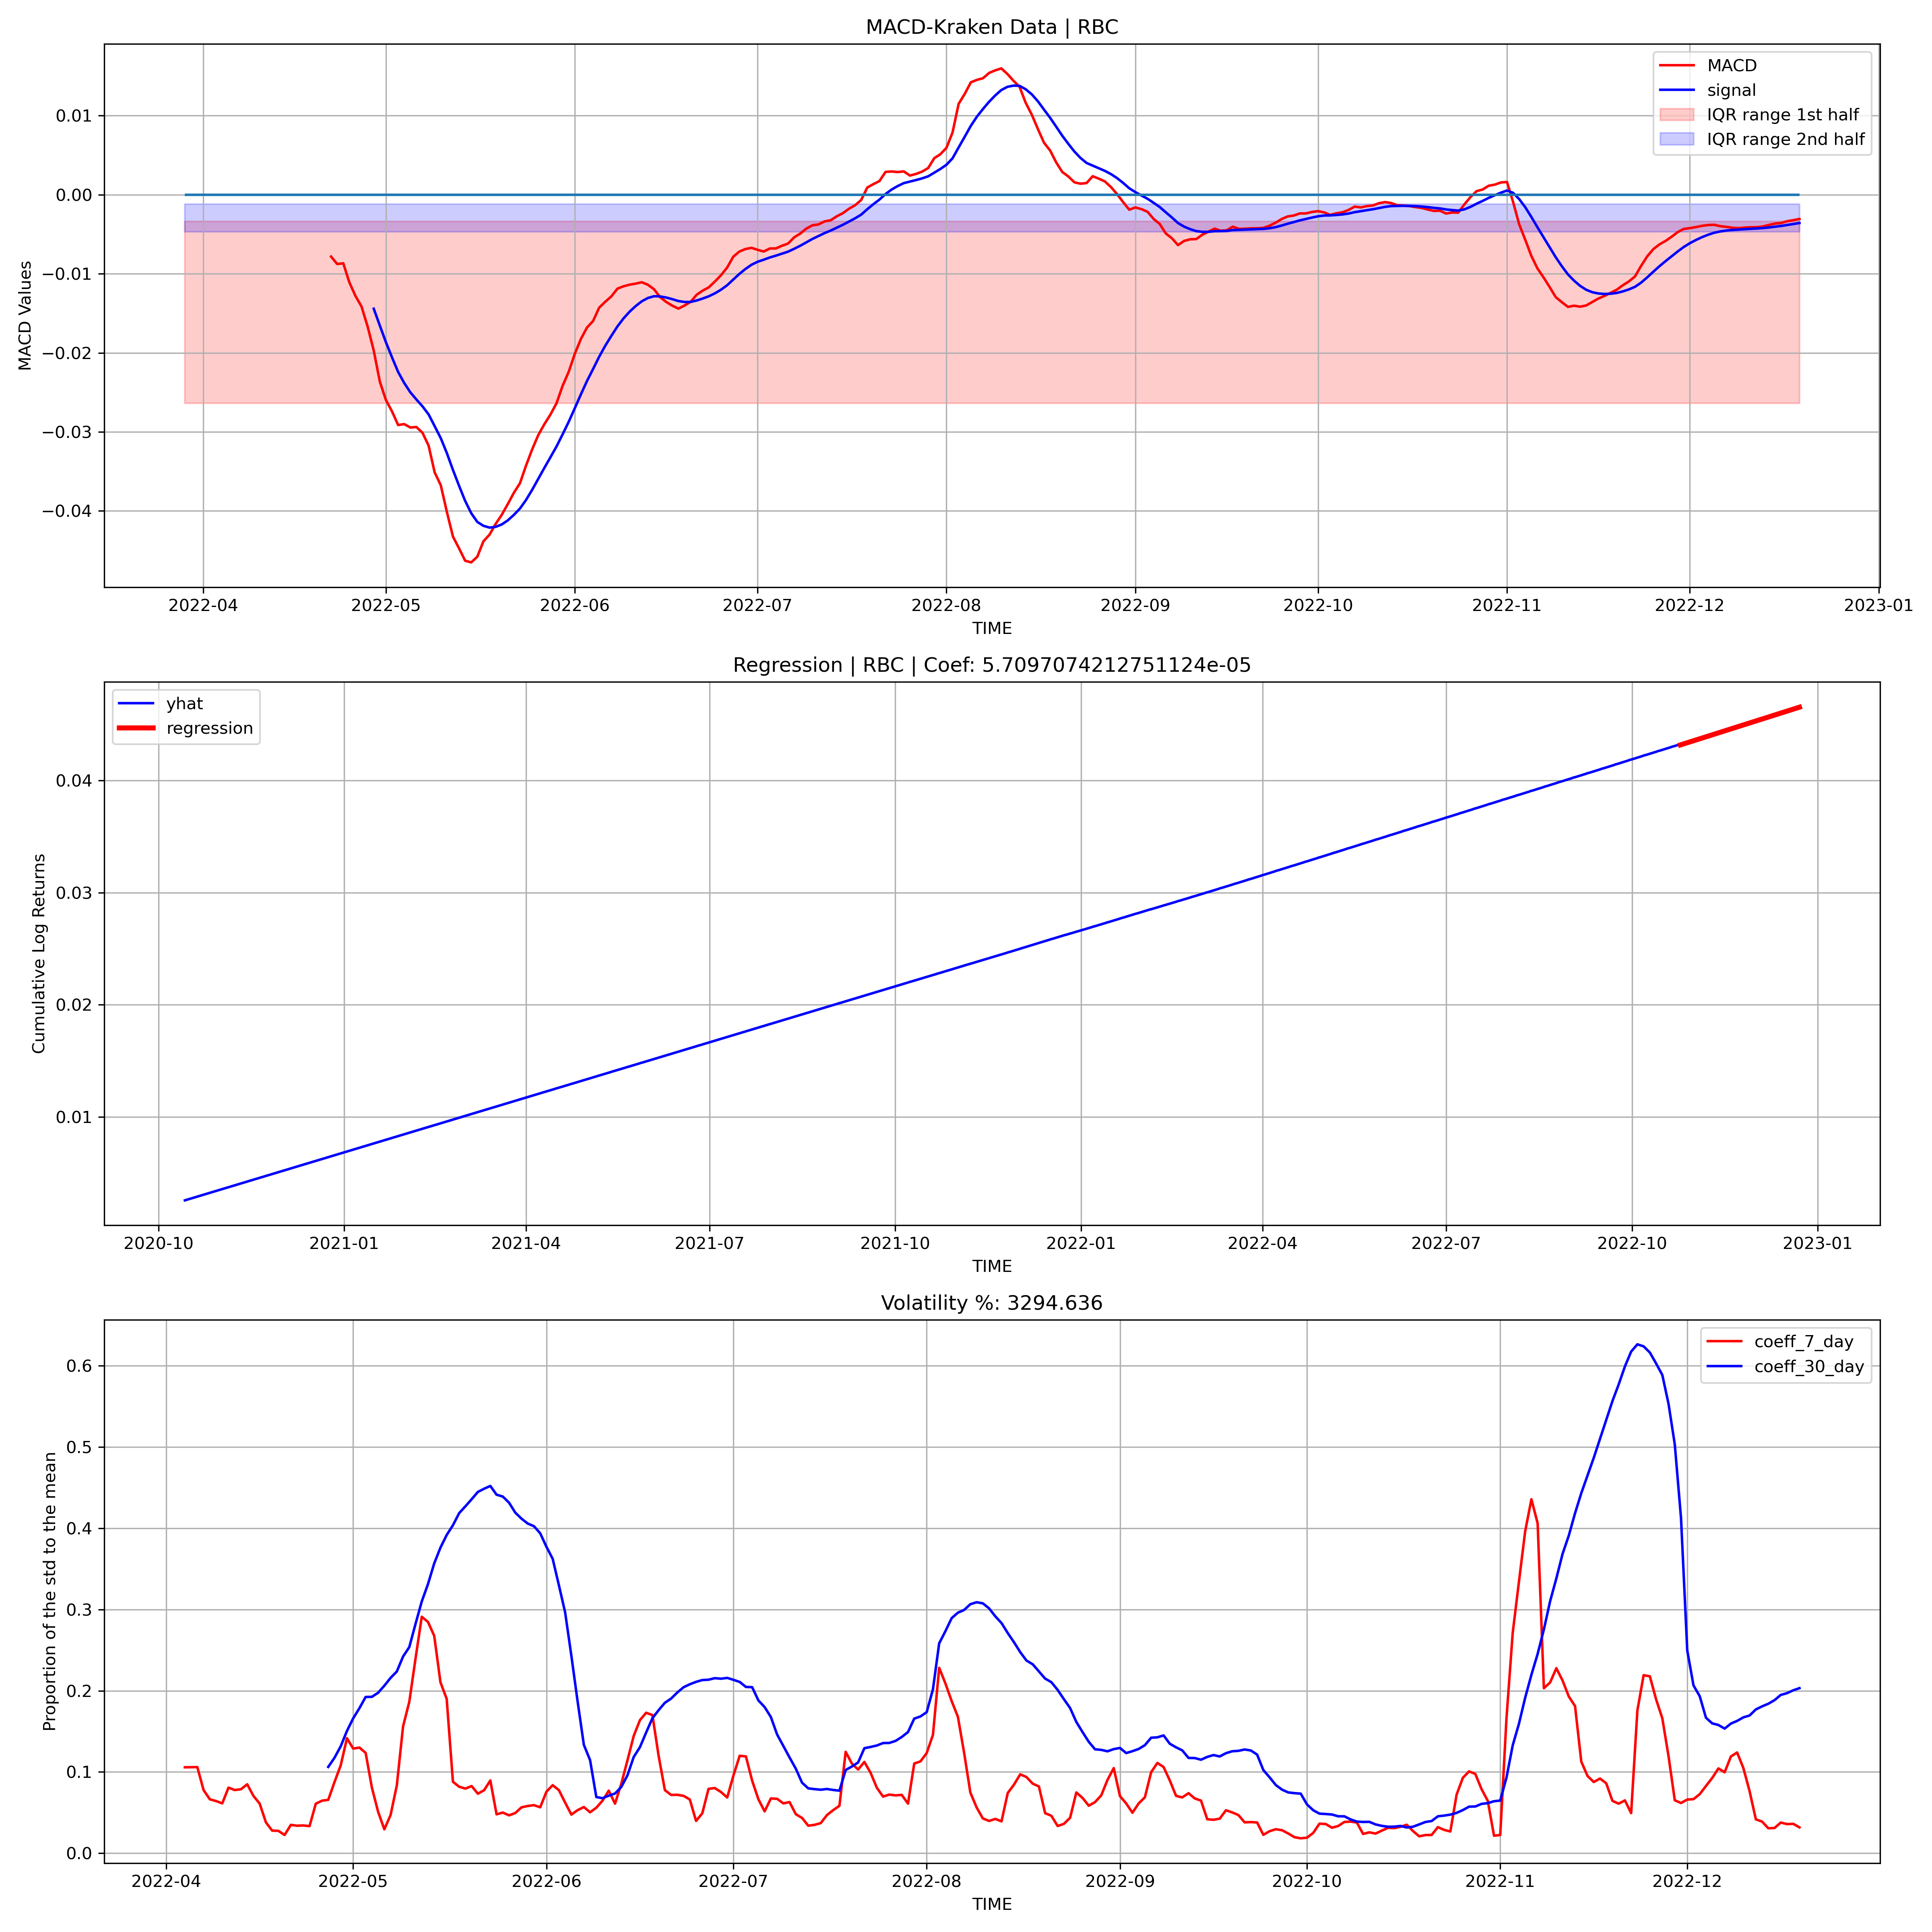 MACD-Kraken Data | RBC
MACD
signal
IQR range 1st half
IQR range 2nd half
0.01
0.00
−0.01
−0.02
−0.03
−0.04
MACD Values
2022-04 2022-05 2022-06 2022-07 2022-08 2022-09 2022-10 2022-11 2022-12 2023-01
TIME
Regression | RBC | Coef: 5.7097074212751124e-05
yhat
regression
0.04
0.03
0.02
0.01
Cumulative Log Returns
2020-10 2021-01 2021-04 2021-07 2021-10 2022-01 2022-04 2022-07 2022-10 2023-01
TIME
Volatility %: 3294.636
coeff_7_day
coeff_30_day
0.6
0.5
0.4
0.3
0.2
0.1
0.0
Proportion of the std to the mean
2022-04 2022-05 2022-06 2022-07 2022-08 2022-09 2022-10 2022-11 2022-12
TIME